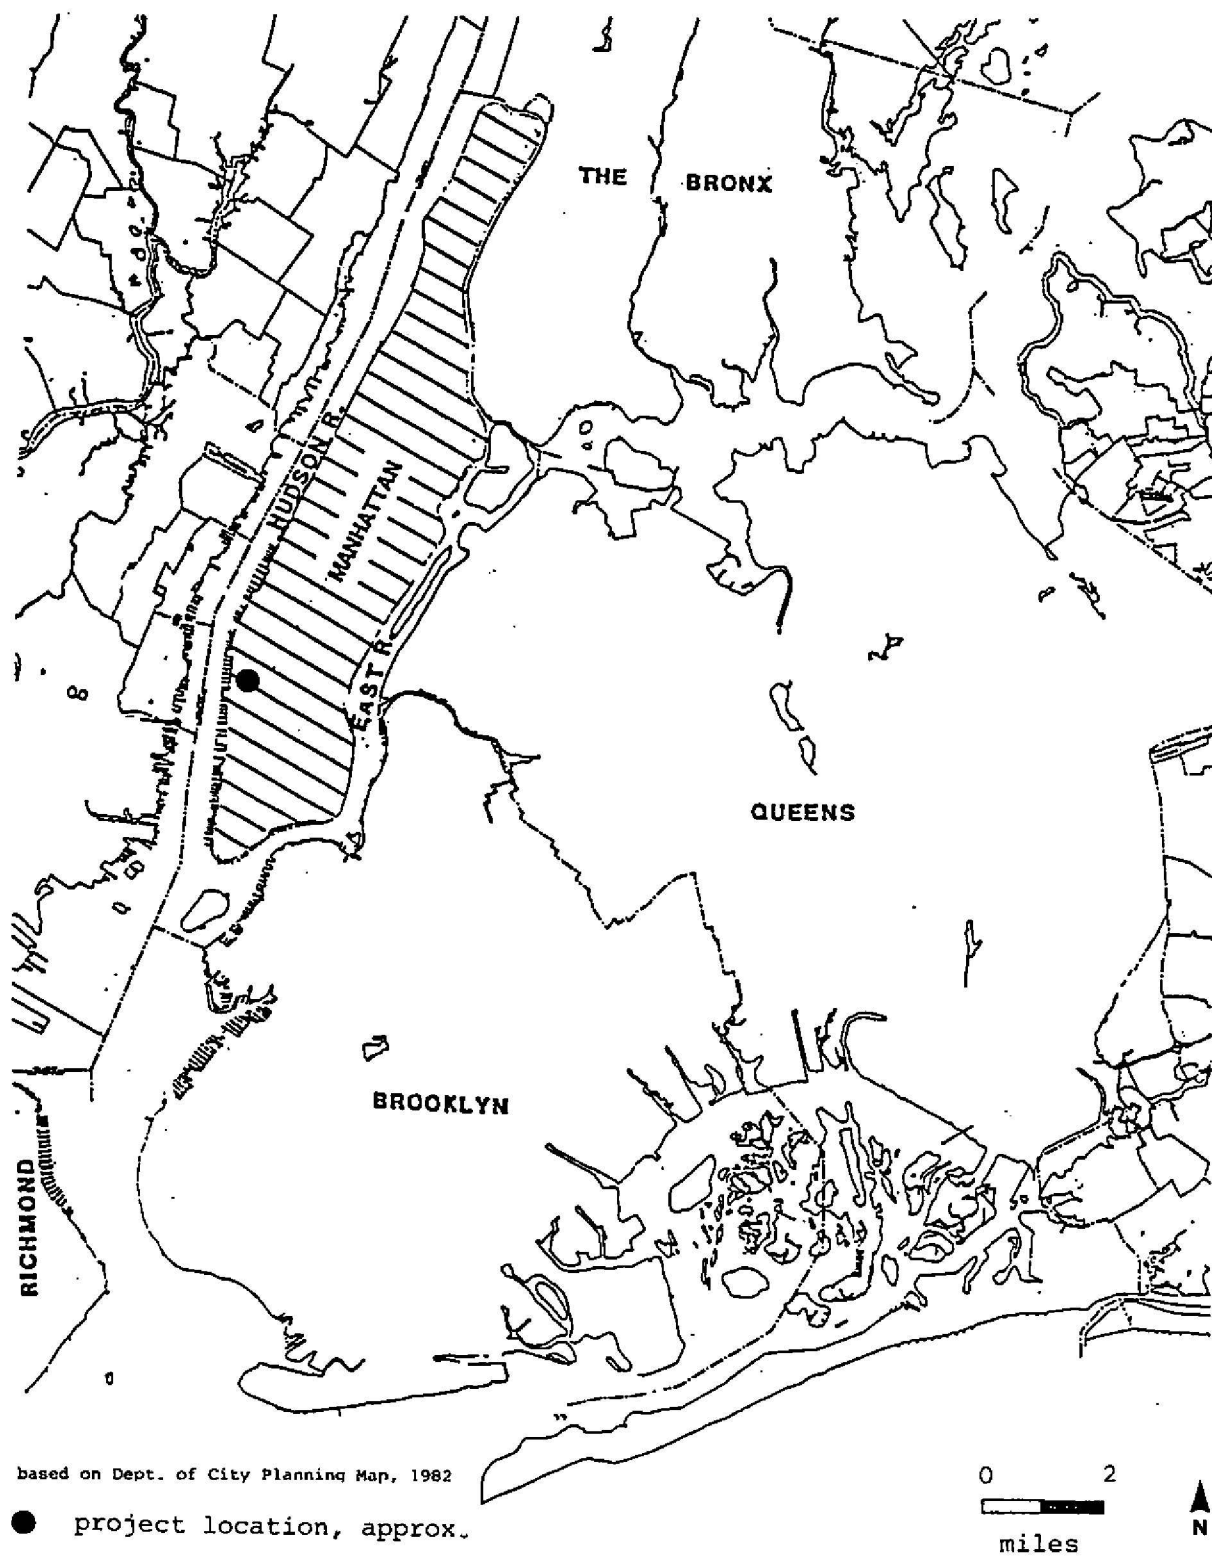 THE BRONX
HUDSON R.
MANHATTAN
EAST R.
QUEENS
BROOKLYN
RICHMOND
based on Dept. of City Planning Map, 1982
0 2
● project location, approx.
miles
N